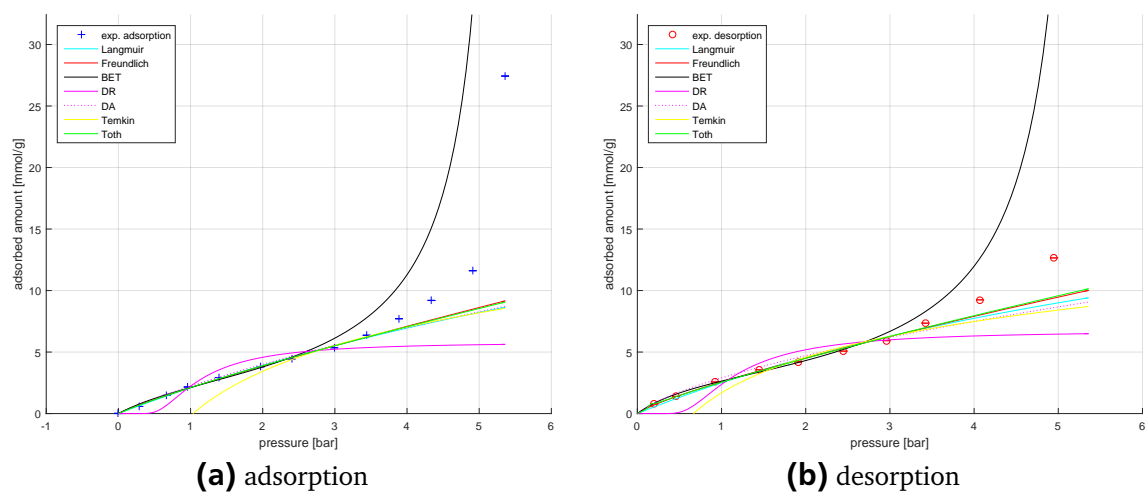 exp. adsorption
Langmuir
Freundlich
BET
DR
DA
Temkin
Toth
adsorbed amount [mmol/g]
30
25
20
15
10
5
0
-1 0 1 2 3 4 5 6
pressure [bar]
(a) adsorption
exp. desorption
Langmuir
Freundlich
BET
DR
DA
Temkin
Toth
adsorbed amount [mmol/g]
30
25
20
15
10
5
0
0 1 2 3 4 5 6
pressure [bar]
(b) desorption